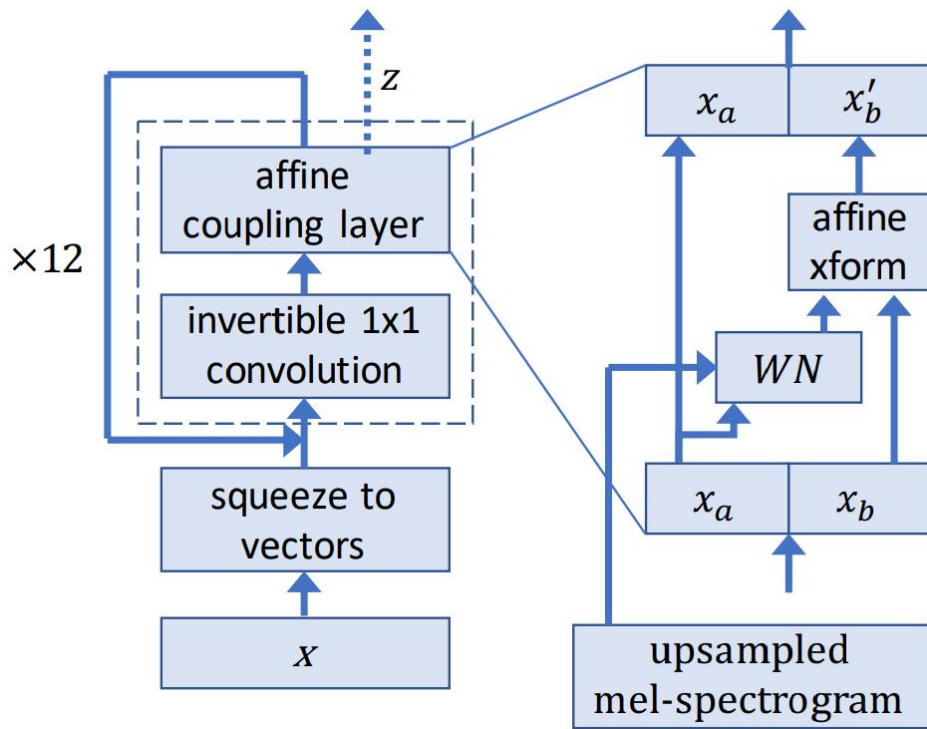 z
affine
coupling layer
×12
invertible 1x1
convolution
squeeze to
vectors
x
x_a
x'_b
affine
xform
WN
x_a
x_b
upsampled
mel-spectrogram